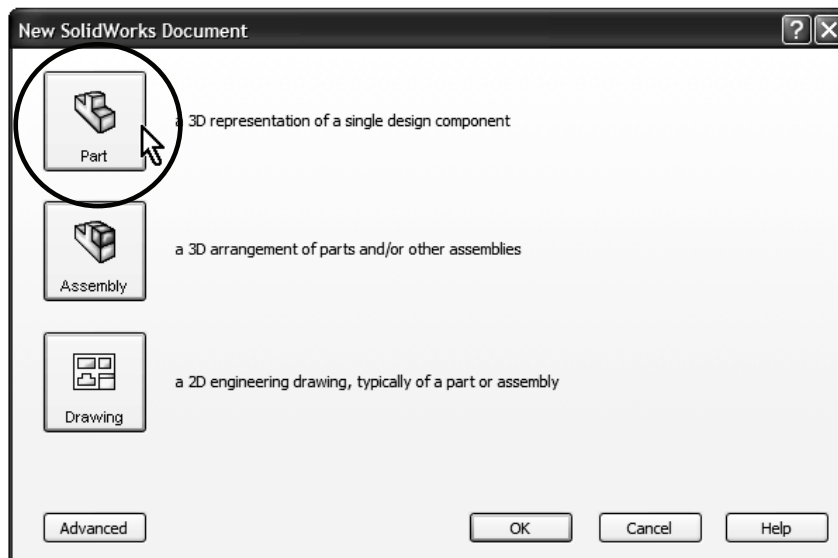 New SolidWorks Document
Part
a 3D representation of a single design component
Assembly
a 3D arrangement of parts and/or other assemblies
Drawing
a 2D engineering drawing, typically of a part or assembly
Advanced
OK
Cancel
Help